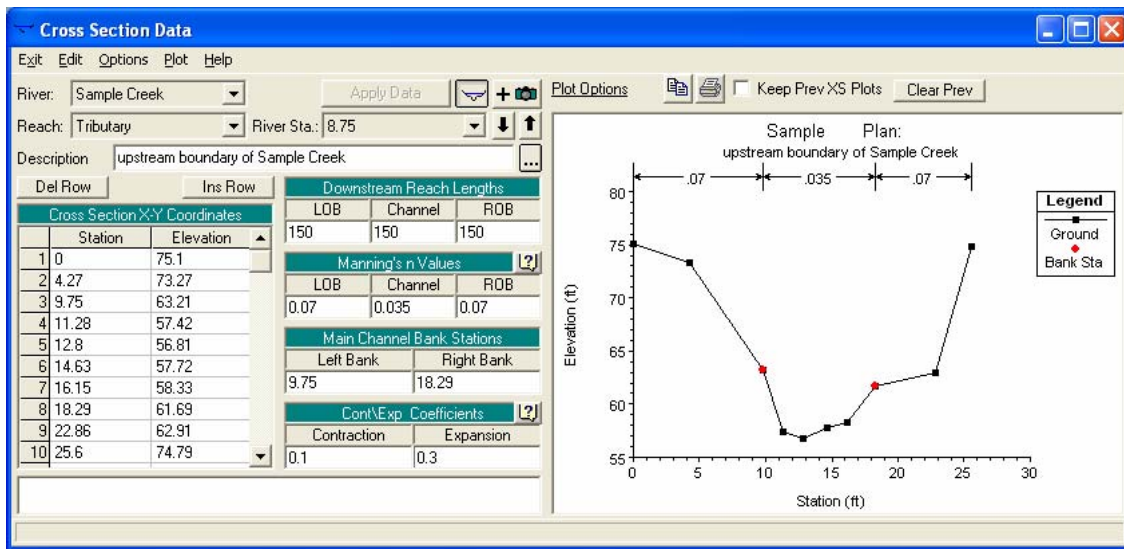 Cross Section Data
Exit Edit Options Plot Help
River: Sample Creek Apply Data
Reach: Tributary River Sta.: 8.75
Description upstream boundary of Sample Creek ...
Del Row Ins Row
Cross Section X-Y Coordinates
Station Elevation
1 0 75.1
2 4.27 73.27
3 9.75 63.21
4 11.28 57.42
5 12.8 56.81
6 14.63 57.72
7 16.15 58.33
8 18.29 61.69
9 22.86 62.91
10 25.6 74.79
Downstream Reach Lengths
LOB Channel ROB
150 150 150
Manning's n Values
LOB Channel ROB
0.07 0.035 0.07
Main Channel Bank Stations
Left Bank Right Bank
9.75 18.29
Cont\Exp Coefficients
Contraction Expansion
0.1 0.3
Plot Options Keep Prev XS Plots Clear Prev
Sample Plan:
upstream boundary of Sample Creek
.07 .035 .07
80
75
70
65
60
55
Elevation (ft)
0 5 10 15 20 25 30
Station (ft)
Legend
Ground
Bank Sta